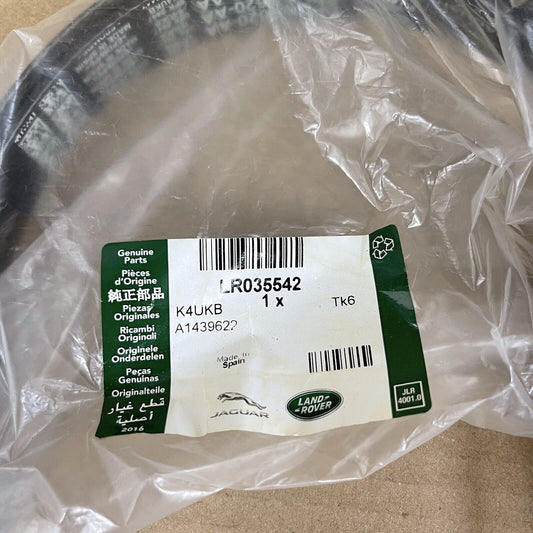 Genuine
Parts
Pièces
d'Origine
純正部品
Piezas
Originales
Ricambi
Originali
Originele
Onderdelen
Peças
Genuinas
Originalteile
قطع غيار
أصلية
2016
LR035542
1 x
Tk6
K4UKB
A1439622
Made In
Spain
JAGUAR
LAND-
ROVER
JLR
4001.0